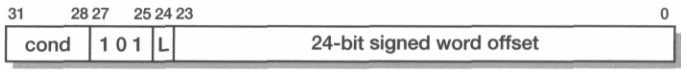 31 28 27 25 24 23 0
cond 1 0 1 L 24-bit signed word offset